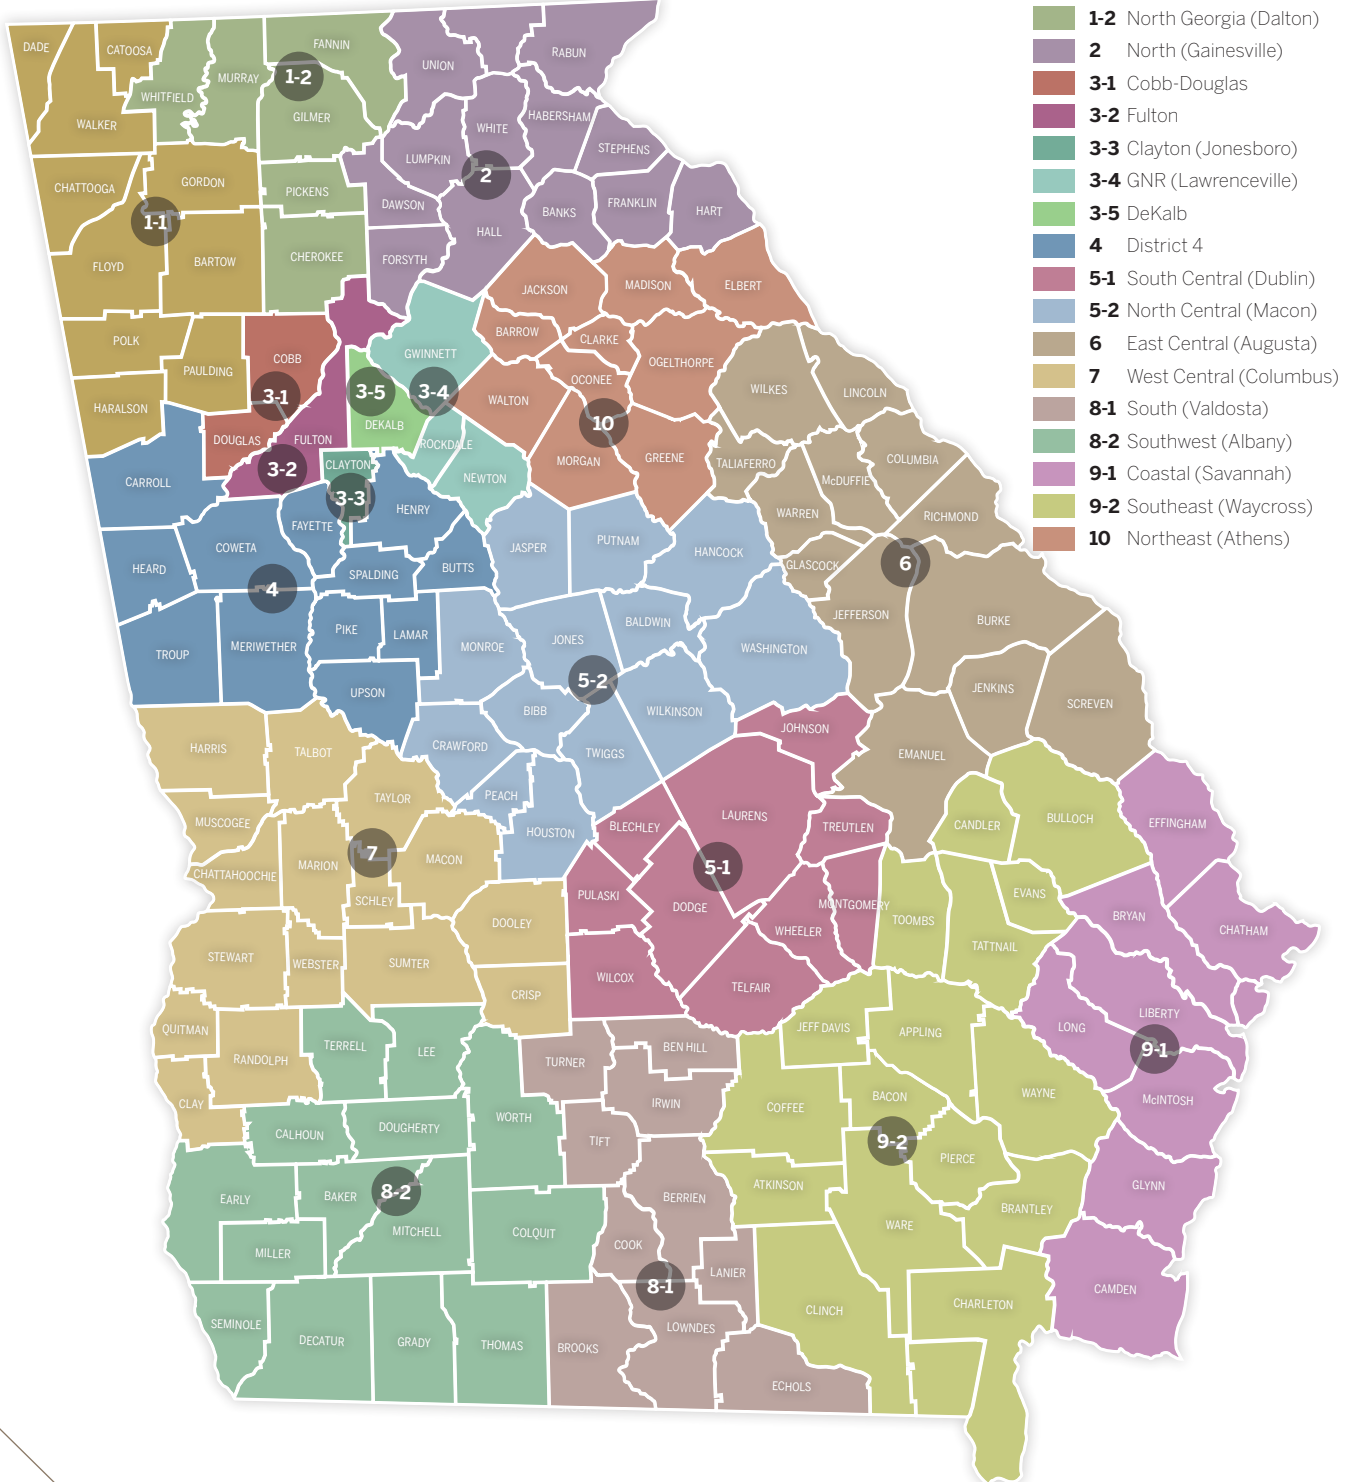 1-2 North Georgia (Dalton)
2 North (Gainesville)
3-1 Cobb-Douglas
3-2 Fulton
3-3 Clayton (Jonesboro)
3-4 GNR (Lawrenceville)
3-5 DeKalb
4 District 4
5-1 South Central (Dublin)
5-2 North Central (Macon)
6 East Central (Augusta)
7 West Central (Columbus)
8-1 South (Valdosta)
8-2 Southwest (Albany)
9-1 Coastal (Savannah)
9-2 Southeast (Waycross)
10 Northeast (Athens)
DADE
CATOOSA
FANNIN
UNION
RABUN
WHITFIELD
MURRAY
1-2
GILMER
WALKER
WHITE
HABERSHAM
STEPHENS
LUMPKIN
2
CHATTOOGA
GORDON
PICKENS
DAWSON
BANKS
FRANKLIN
HART
1-1
HALL
FLOYD
BARTOW
CHEROKEE
FORSYTH
JACKSON
MADISON
ELBERT
POLK
PAULDING
COBB
GWINNETT
BARROW
CLARKE
OGELTHORPE
HARALSON
3-1
3-5
3-4
WALTON
OCONEE
WILKES
LINCOLN
DOUGLAS
FULTON
DEKALB
ROCKDALE
10
MORGAN
GREENE
TALIAFERRO
COLUMBIA
3-2
CLAYTON
CARROLL
NEWTON
McDUFFIE
3-3
HENRY
WARREN
RICHMOND
COWETA
FAYETTE
JASPER
PUTNAM
HANCOCK
GLASCOCK
6
HEARD
4
SPALDING
BUTTS
JEFFERSON
BURKE
TROUP
MERIWETHER
PIKE
LAMAR
MONROE
JONES
BALDWIN
WASHINGTON
UPSON
5-2
JENKINS
SCREVEN
BIBB
WILKINSON
JOHNSON
HARRIS
TALBOT
CRAWFORD
TWIGGS
EMANUEL
TAYLOR
PEACH
MUSCOGEE
HOUSTON
BLECHLEY
LAURENS
TREUTLEN
CANDLER
BULLOCH
EFFINGHAM
CHATTAHOOCHIE
MARION
7
MACON
5-1
SCHLEY
PULASKI
DODGE
MONTGOMERY
EVANS
DOOLEY
WHEELER
TOOMBS
TATTNAIL
BRYAN
CHATHAM
STEWART
WEBSTER
SUMTER
WILCOX
TELFAIR
CRISP
QUITMAN
RANDOLPH
TERRELL
LEE
TURNER
BEN HILL
JEFF DAVIS
APPLING
LONG
LIBERTY
9-1
CLAY
WORTH
IRWIN
COFFEE
BACON
WAYNE
McINTOSH
CALHOUN
DOUGHERTY
TIFT
9-2
PIERCE
EARLY
BAKER
8-2
BERRIEN
ATKINSON
GLYNN
MILLER
MITCHELL
COLQUIT
COOK
WARE
BRANTLEY
8-1
LANIER
CAMDEN
SEMINOLE
DECATUR
GRADY
THOMAS
BROOKS
LOWNDES
CLINCH
CHARLETON
ECHOLS